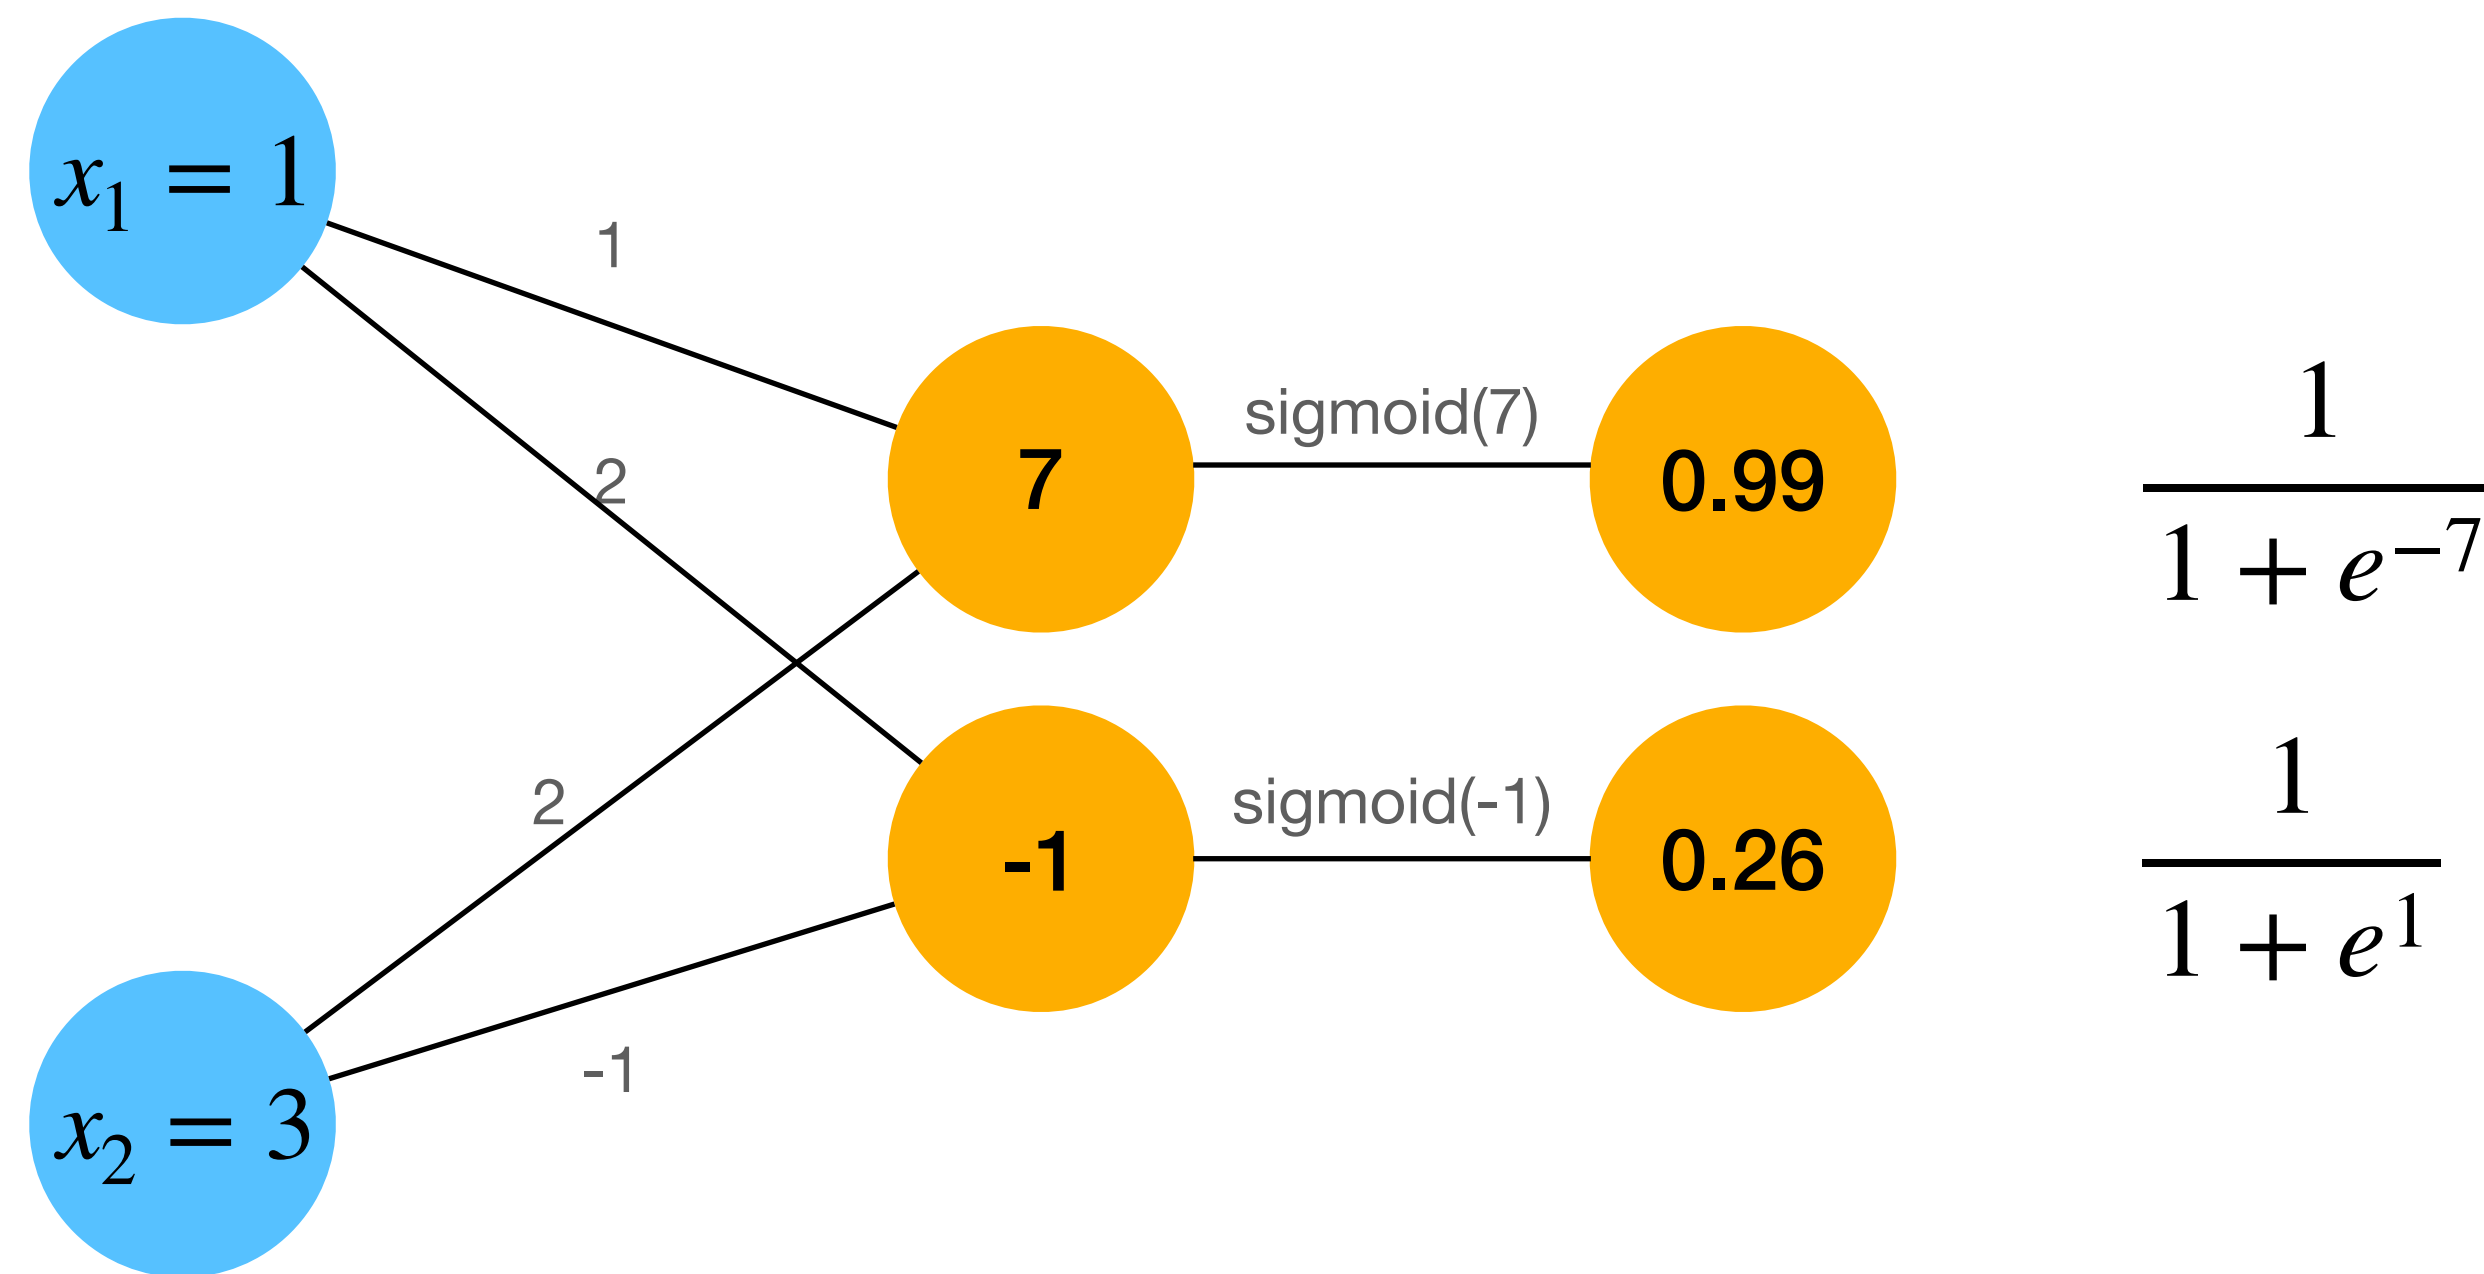 x₁ = 1
1
2
2
-1
x₂ = 3
7
-1
sigmoid(7)
sigmoid(-1)
0.99
0.26
1
1 + e⁻⁷
1
1 + e¹